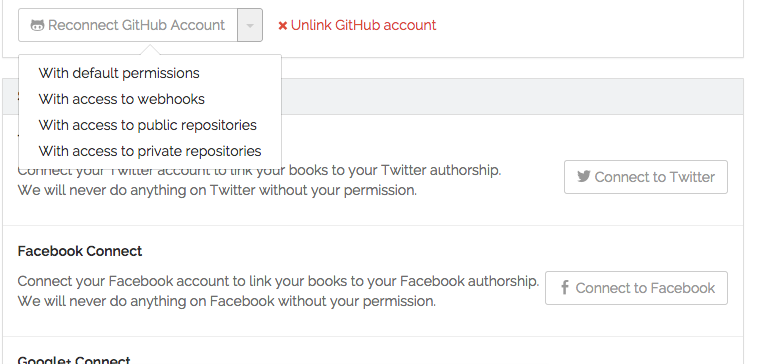 Reconnect GitHub Account
Unlink GitHub account
With default permissions
With access to webhooks
With access to public repositories
With access to private repositories
Connect your Twitter account to link your books to your Twitter authorship.
We will never do anything on Twitter without your permission.
Connect to Twitter
Facebook Connect
Connect your Facebook account to link your books to your Facebook authorship.
We will never do anything on Facebook without your permission.
Connect to Facebook
Google+ Connect